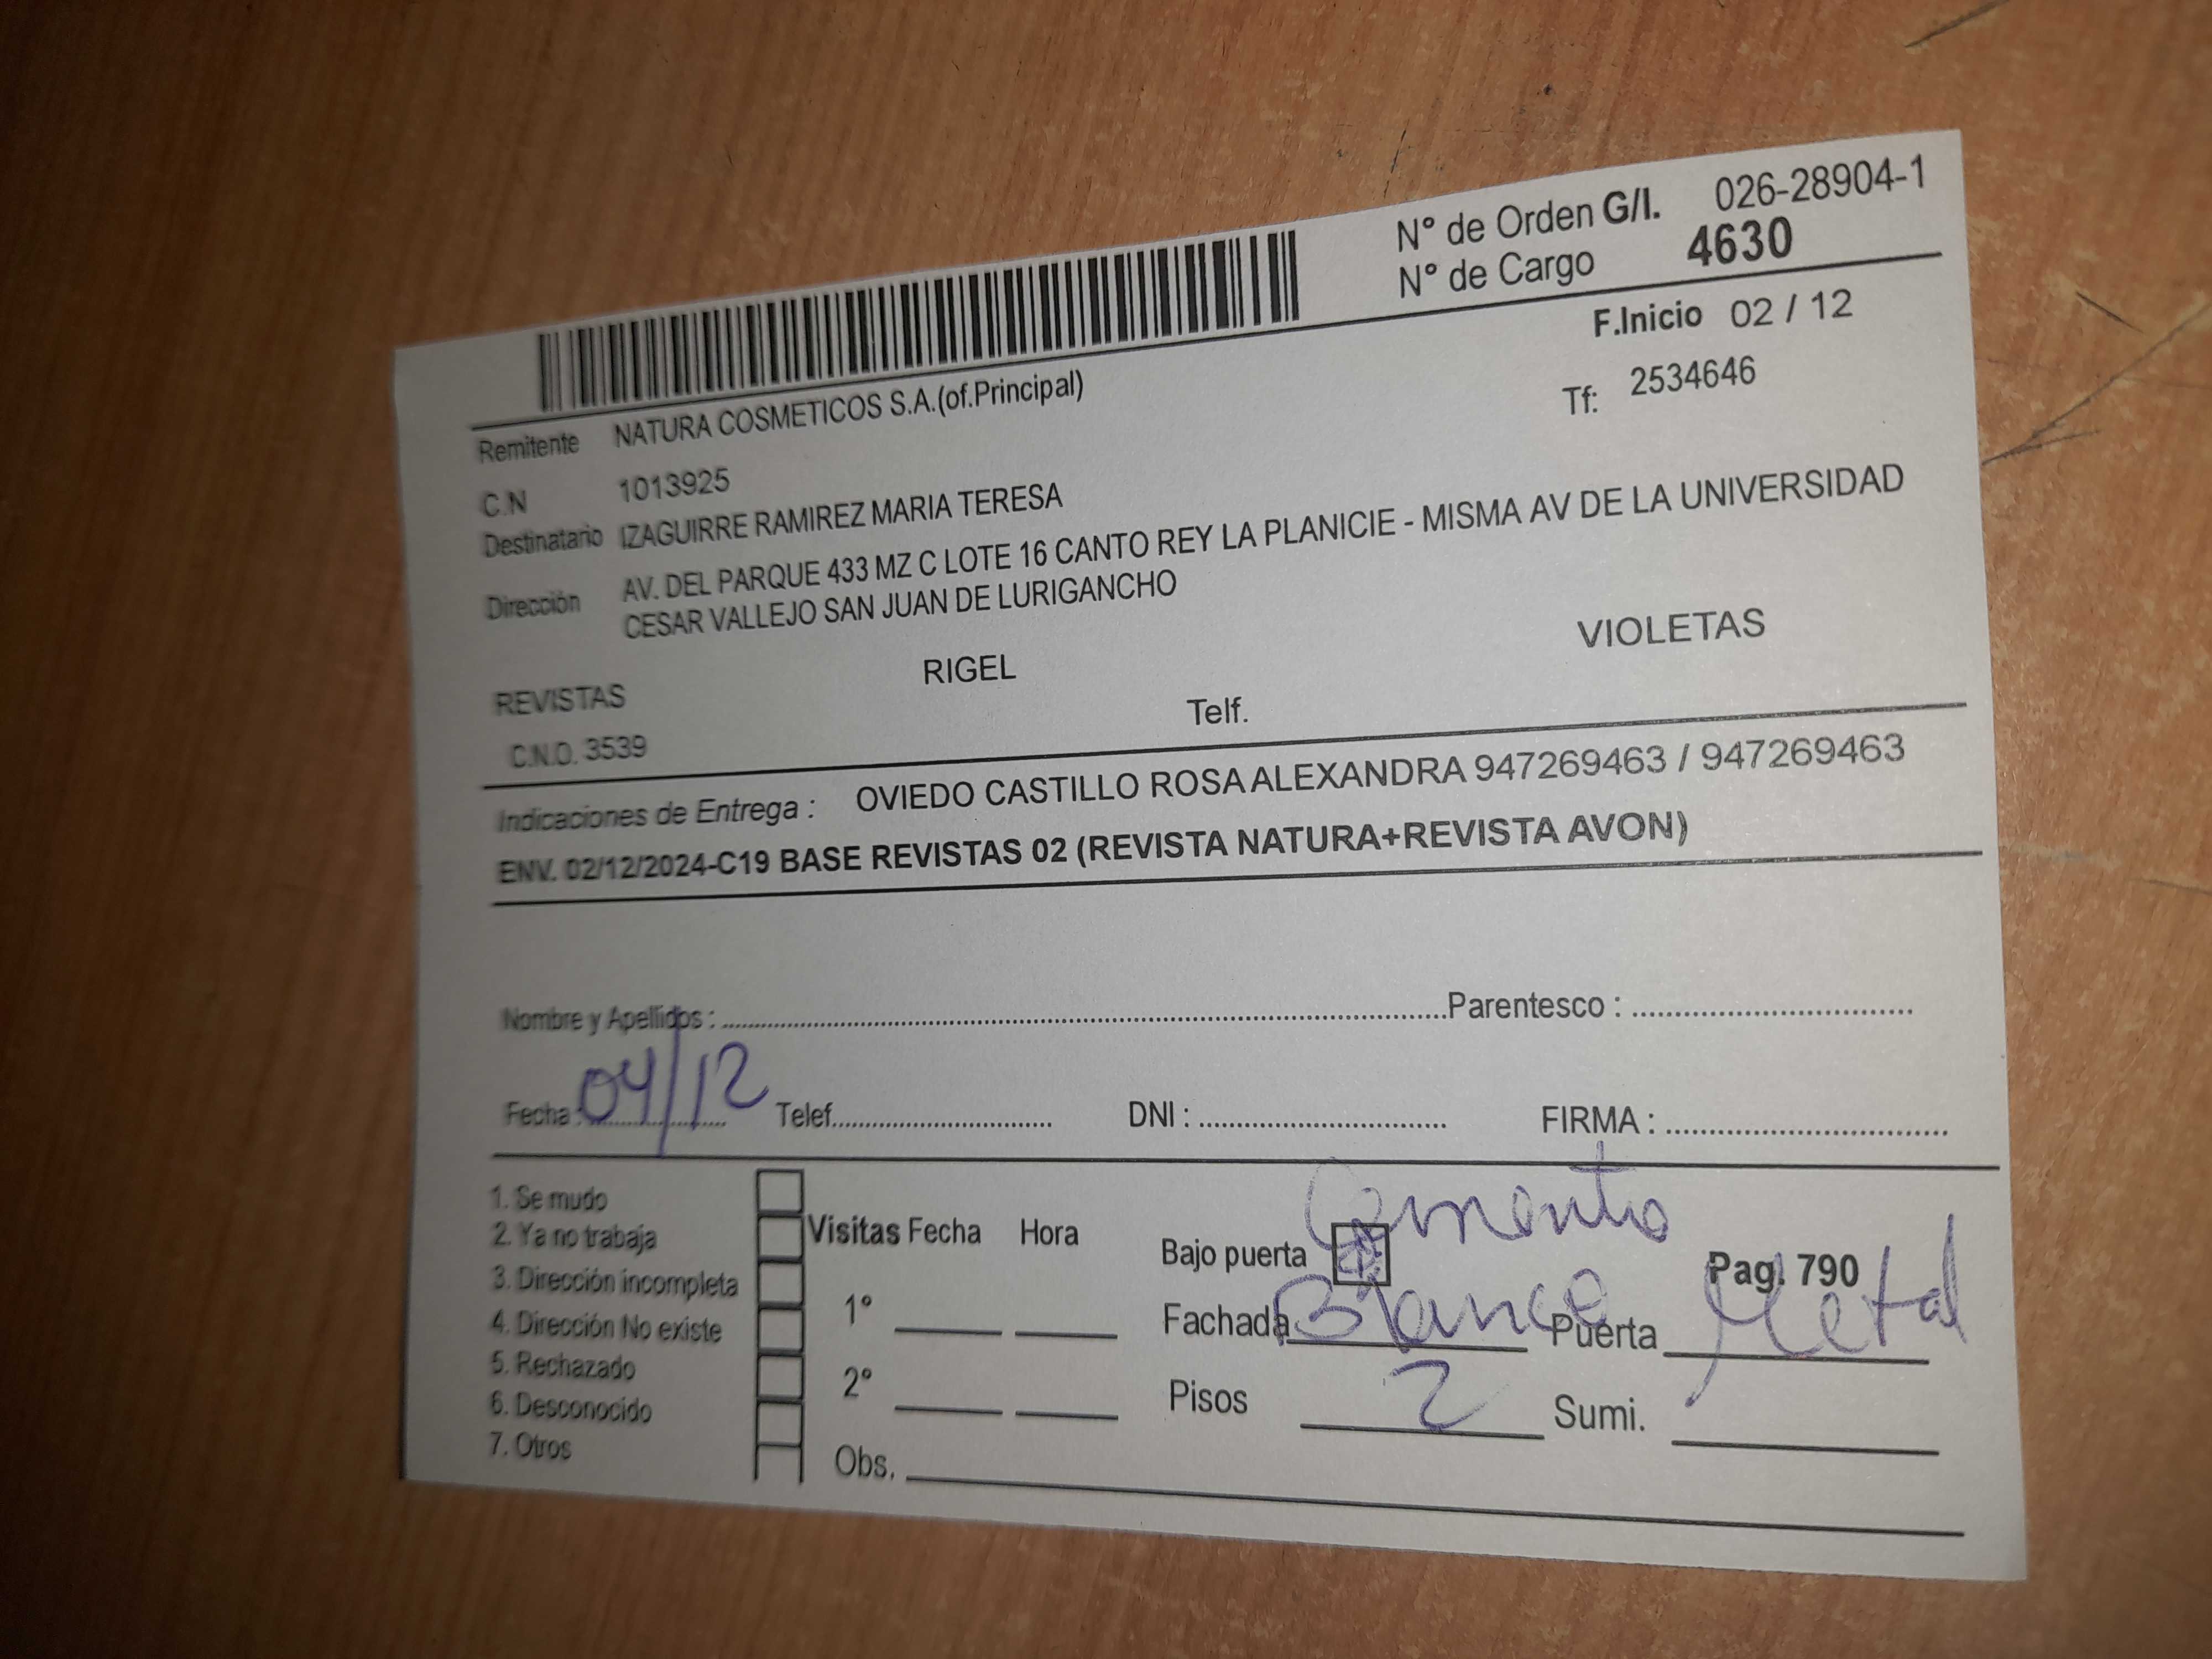 N° de Orden G/I. 026-28904-1
N° de Cargo 4630
F.Inicio 02 / 12
Remitente NATURA COSMETICOS S.A.(of.Principal) Tf: 2534646
C.N 1013925
Destinatario IZAGUIRRE RAMIREZ MARIA TERESA
Dirección AV. DEL PARQUE 433 MZ C LOTE 16 CANTO REY LA PLANICIE - MISMA AV DE LA UNIVERSIDAD
CESAR VALLEJO SAN JUAN DE LURIGANCHO
REVISTAS RIGEL VIOLETAS
C.N.O. 3539 Telf.
Indicaciones de Entrega : OVIEDO CASTILLO ROSA ALEXANDRA 947269463 / 947269463
ENV. 02/12/2024-C19 BASE REVISTAS 02 (REVISTA NATURA+REVISTA AVON)
Nombre y Apellidos : Parentesco :
Fecha : 04/12 Telef. DNI : FIRMA :
1. Se mudo
2. Ya no trabaja
3. Dirección incompleta
4. Dirección No existe
5. Rechazado
6. Desconocido
7. Otros
Visitas Fecha Hora
1°
2°
Obs.
Cemento
Bajo puerta Pag. 790
Fachada Blanco Puerta Metal
Pisos 2 Sumi.